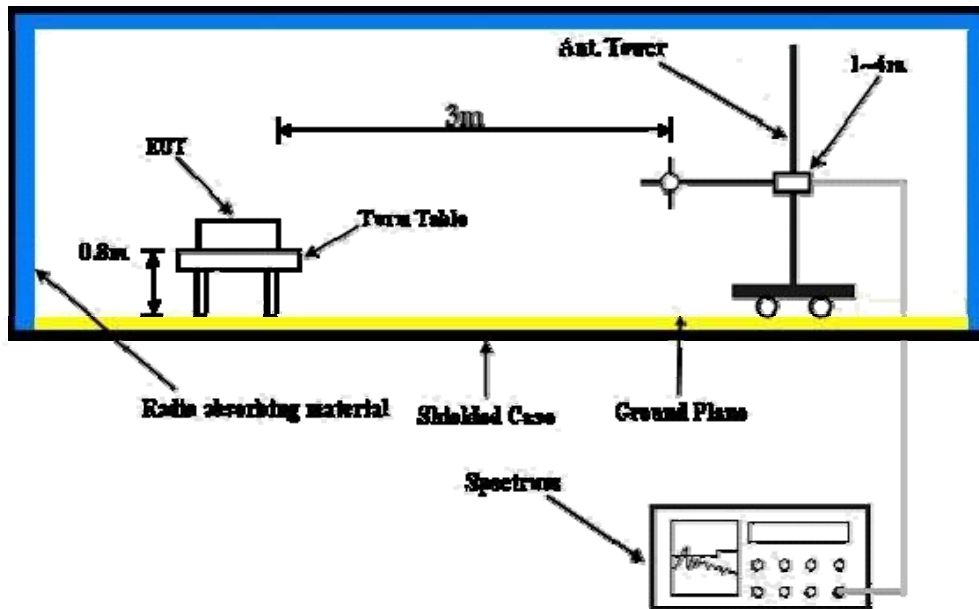 Ant. Tower
1-4m
3m
EUT
Turn Table
0.8m
Radio absorbing material
Shielded Case
Ground Plane
Spectrum